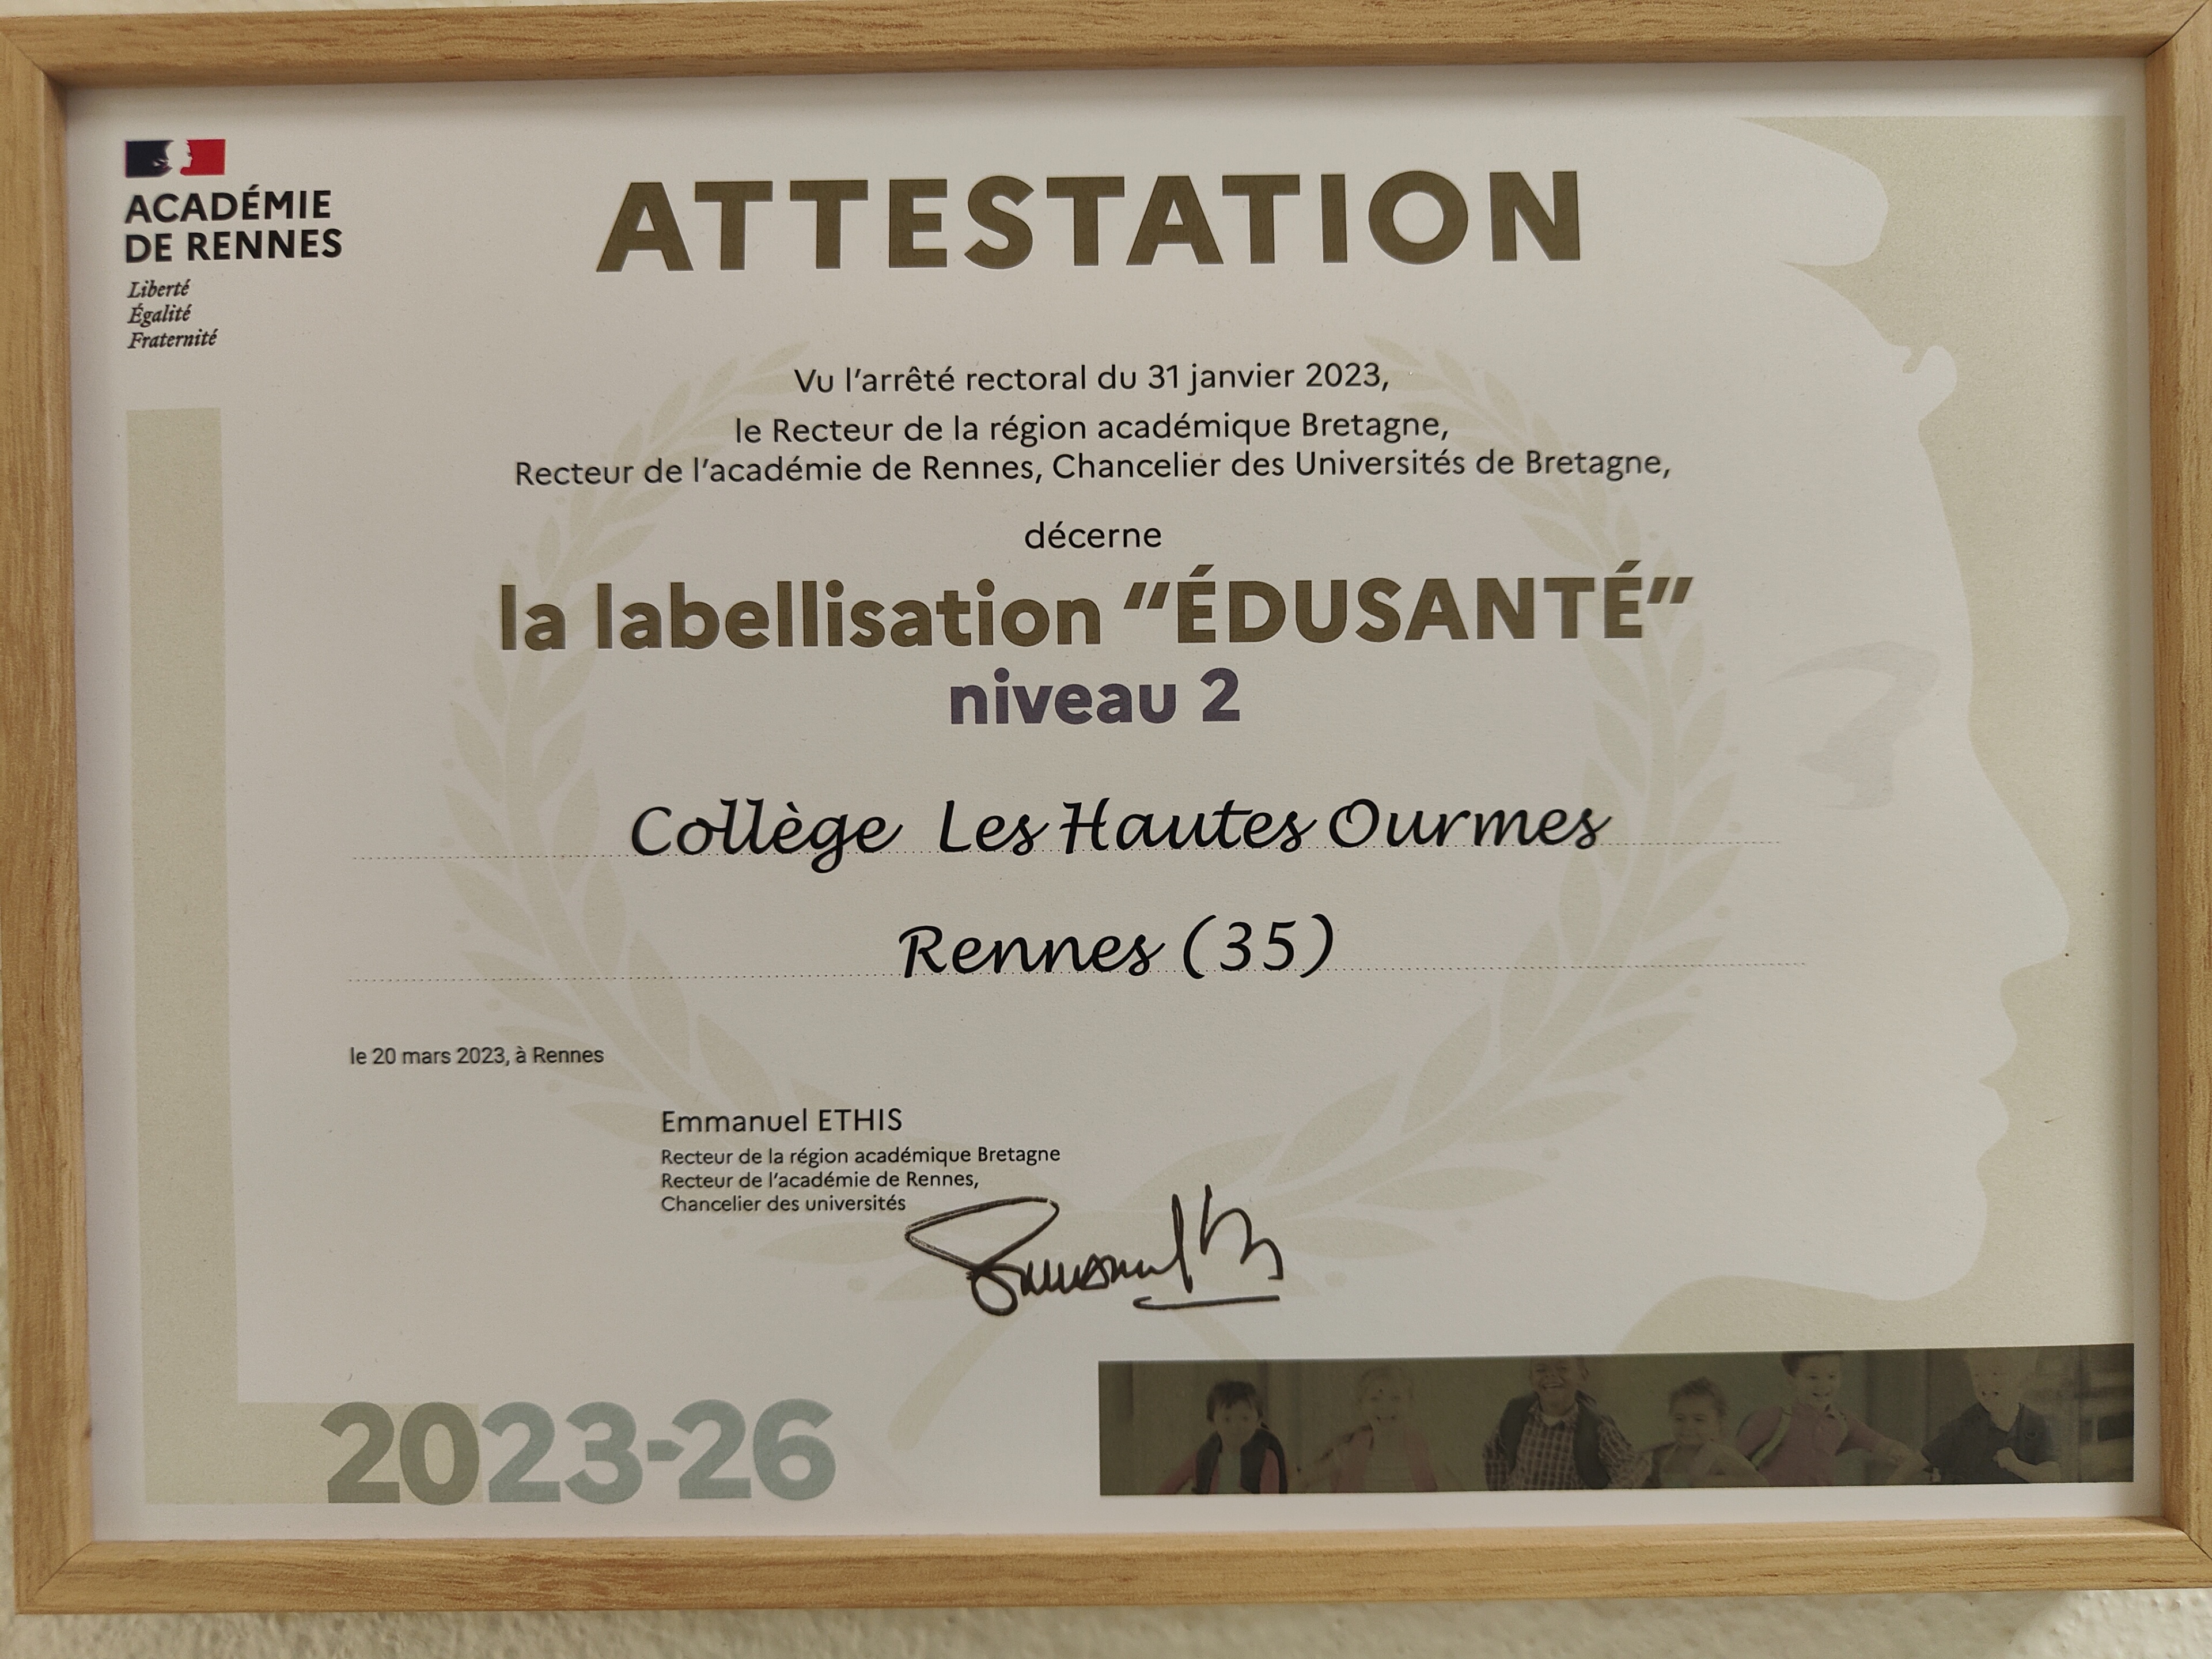 ACADÉMIE
DE RENNES
Liberté
Égalité
Fraternité
ATTESTATION
Vu l'arrêté rectoral du 31 janvier 2023,
le Recteur de la région académique Bretagne,
Recteur de l'académie de Rennes, Chancelier des Universités de Bretagne,
décerne
la labellisation “ÉDUSANTÉ”
niveau 2
Collège Les Hautes Ourmes
Rennes (35)
le 20 mars 2023, à Rennes
Emmanuel ETHIS
Recteur de la région académique Bretagne
Recteur de l'académie de Rennes,
Chancelier des universités
2023-26